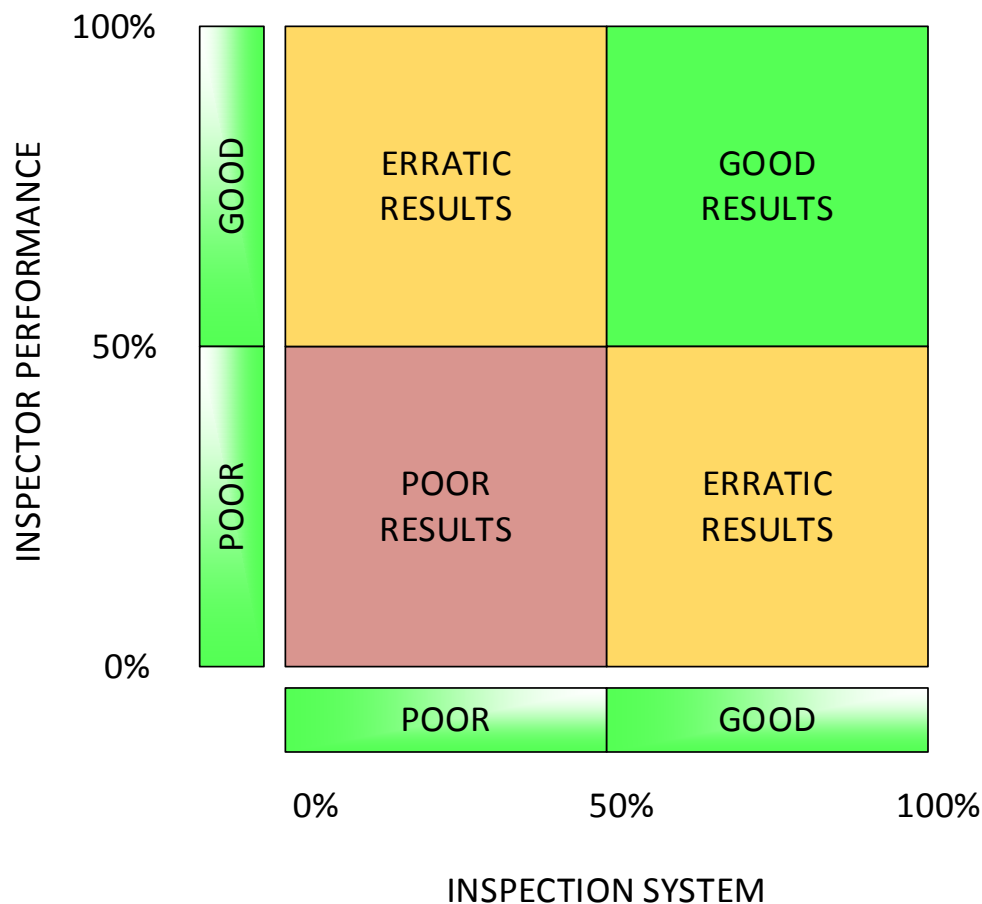 100%
INSPECTOR PERFORMANCE
GOOD
ERRATIC
RESULTS
GOOD
RESULTS
50%
POOR
POOR
RESULTS
ERRATIC
RESULTS
0%
POOR
GOOD
0%
50%
100%
INSPECTION SYSTEM